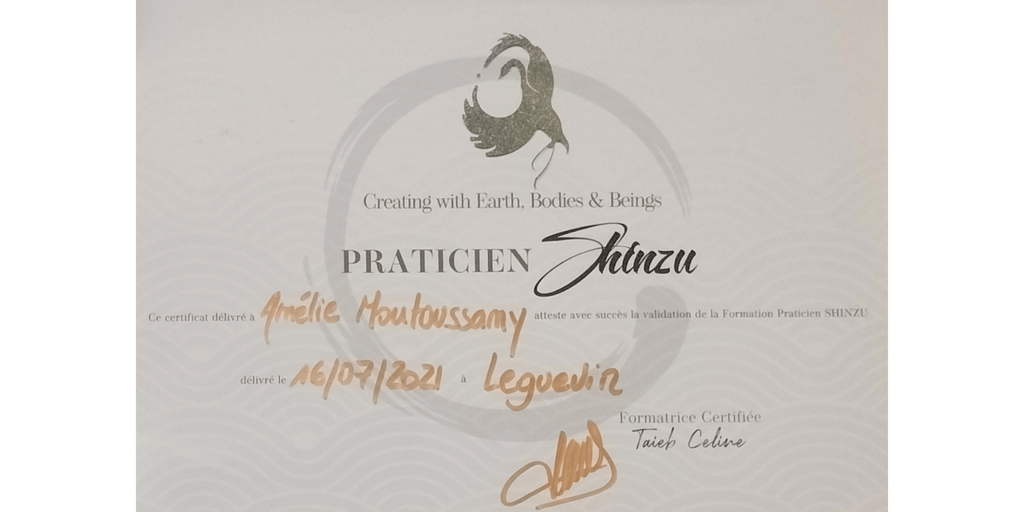 Creating with Earth, Bodies & Beings
PRATICIEN Shinzu
Ce certificat délivré à Amélie Moutoussamy atteste avec succès la validation de la Formation Praticien SHINZU
délivré le 16/07/2021 à Leguevin
Formatrice Certifiée
Taieb Celine